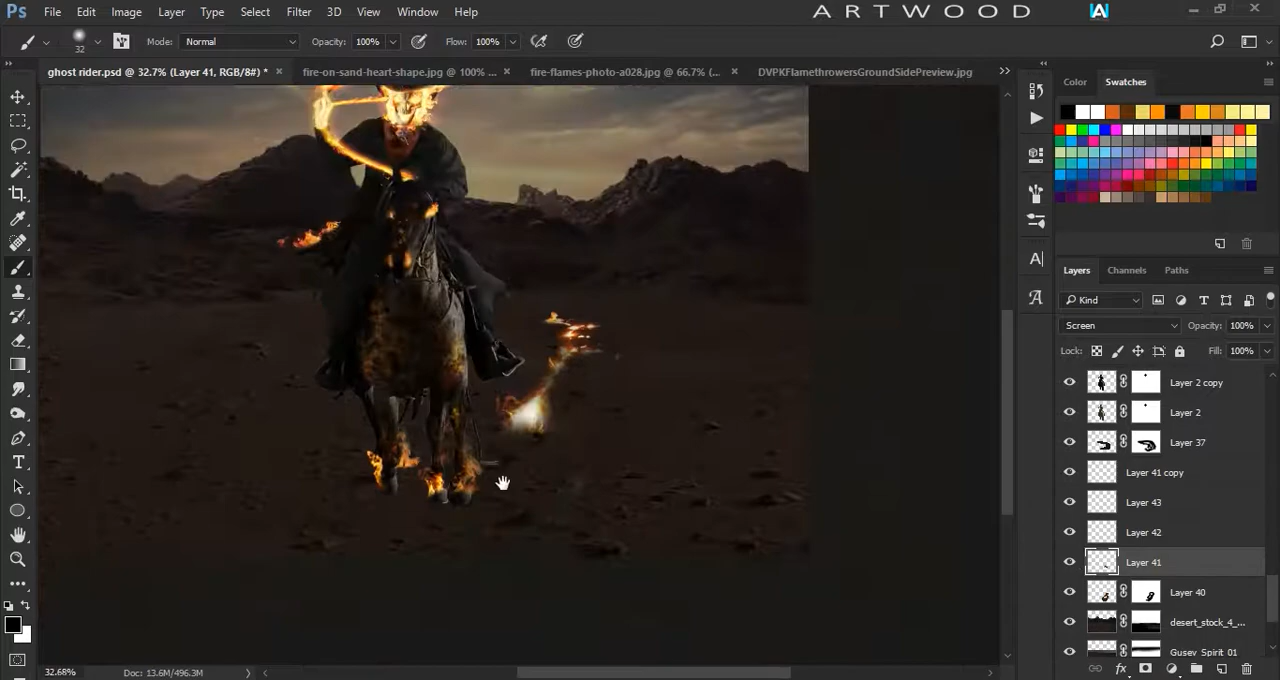 Ps File Edit Image Layer Type Select Filter 3D View Window Help ARTWOOD
32 Mode: Normal Opacity: 100% Flow: 100%
ghost rider.psd @ 32.7% (Layer 41, RGB/8#) * × fire-on-sand-heart-shape.jpg @ 100% ... × fire-flames-photo-a028.jpg @ 66.7% (... × DVPKFlamethrowersGroundSidePreview.jpg
Color Swatches
Layers Channels Paths
Kind
Screen Opacity: 100%
Lock: Fill: 100%
Layer 2 copy
Layer 2
Layer 37
Layer 41 copy
Layer 43
Layer 42
Layer 41
Layer 40
desert_stock_4_...
Gusev_Spirit_01
32.68% Doc: 13.6M/496.3M